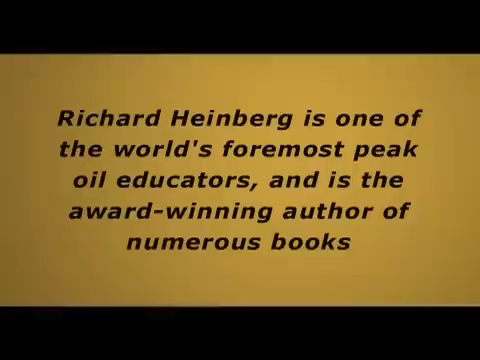 Richard Heinberg is one of
the world's foremost peak
oil educators, and is the
award-winning author of
numerous books